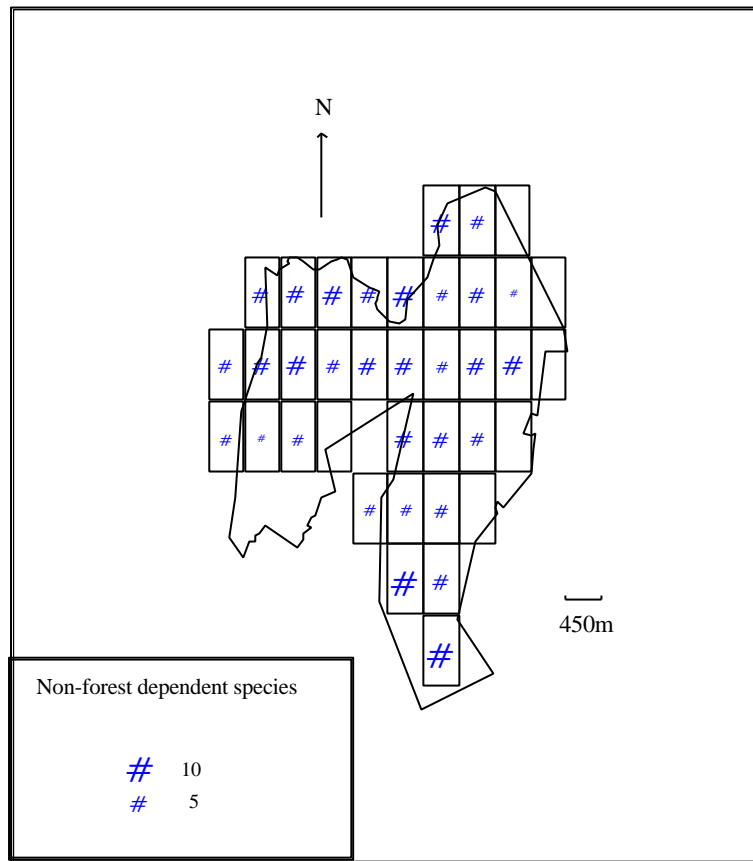 N
# #
# # # # # # # #
# # # # # # # # #
# # # # # #
# # #
# #
450m
#
Non-forest dependent species
# 10
# 5